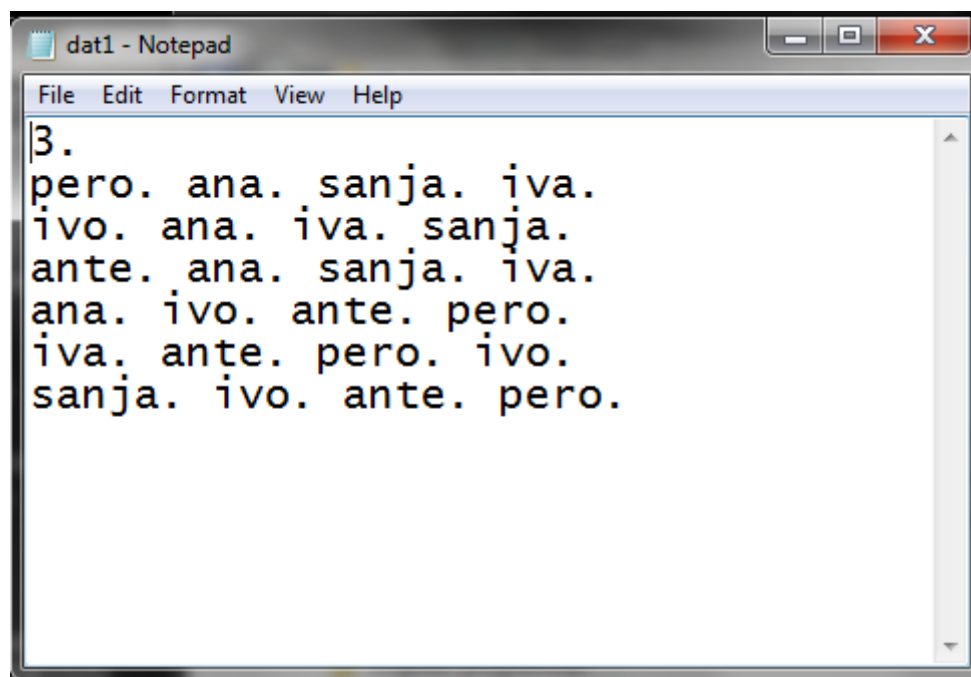 dat1 - Notepad
File Edit Format View Help
3.
pero. ana. sanja. iva.
ivo. ana. iva. sanja.
ante. ana. sanja. iva.
ana. ivo. ante. pero.
iva. ante. pero. ivo.
sanja. ivo. ante. pero.